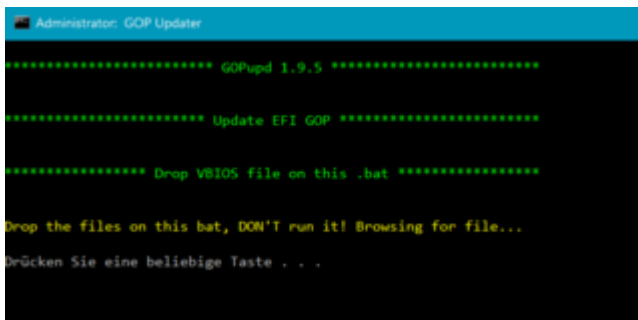 Administrator: GOP Updater
************************* GOPupd 1.9.5 *************************
************************ Update EFI GOP ************************
***************** Drop VBIOS file on this .bat *****************
Drop the files on this bat, DON'T run it! Browsing for file...
Drücken Sie eine beliebige Taste . . .